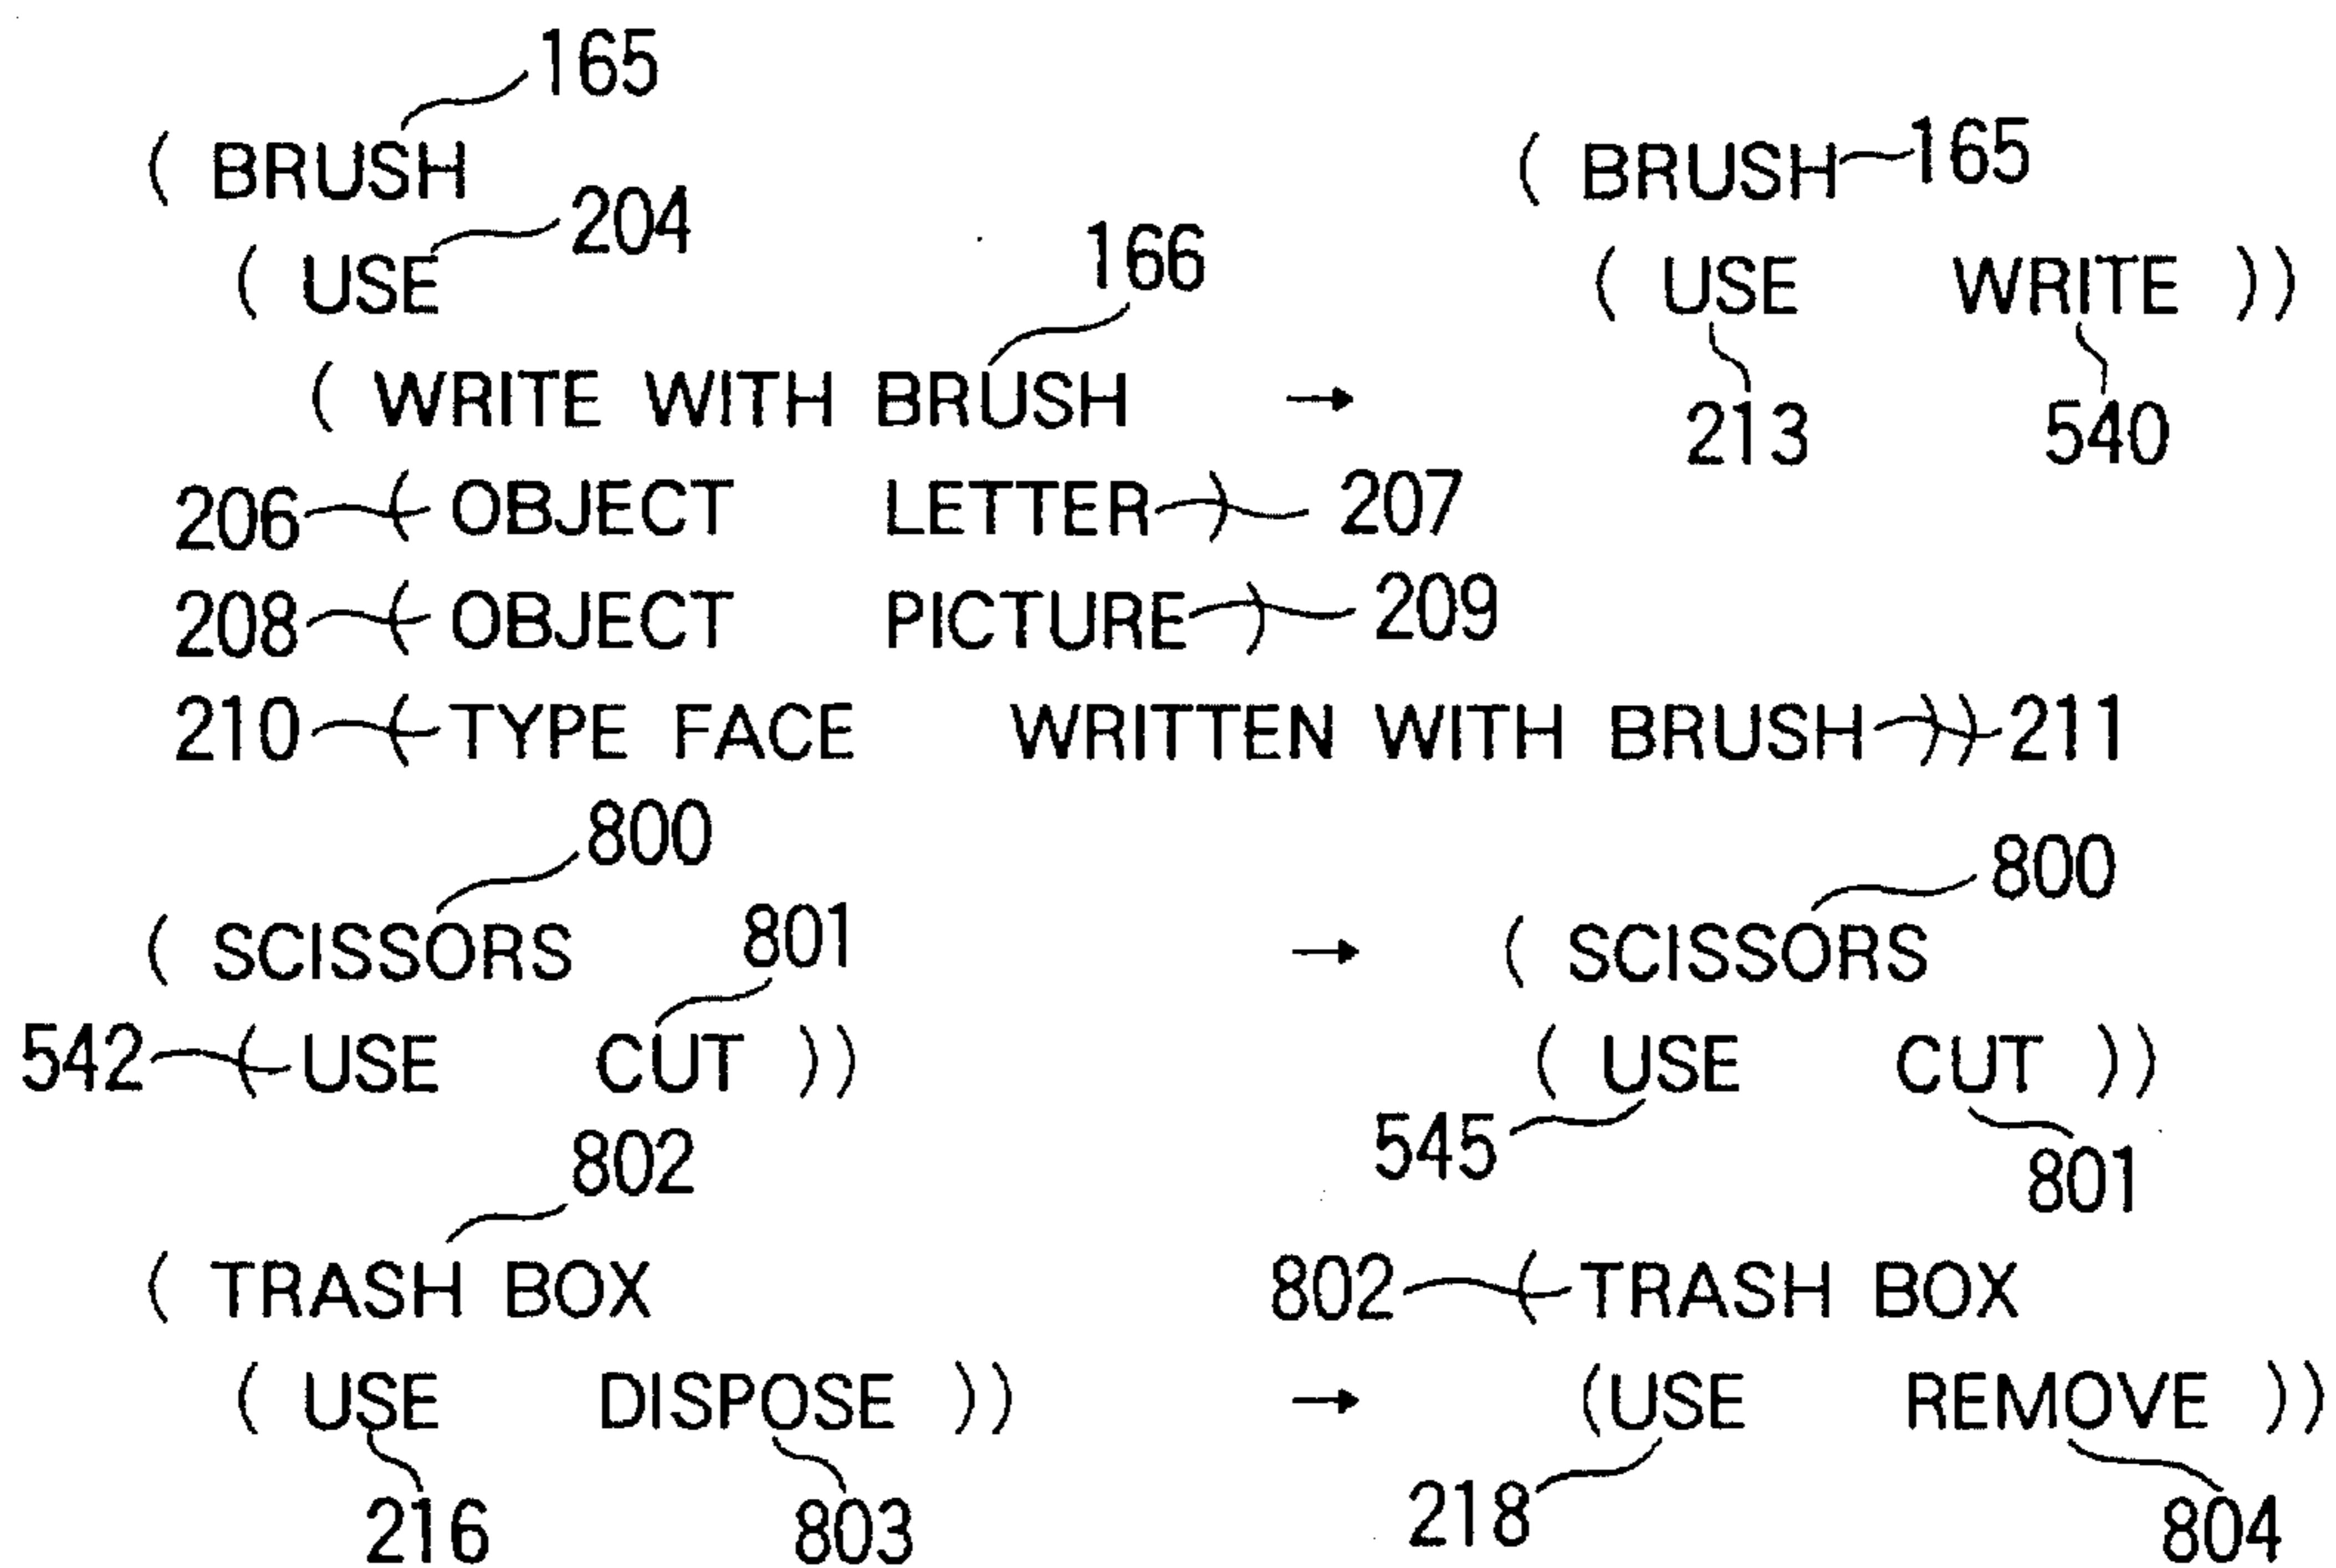 165
( BRUSH ( BRUSH 165
( USE 204 166 ( USE WRITE ))
( WRITE WITH BRUSH → 213 540
206 ( OBJECT LETTER ) 207
208 ( OBJECT PICTURE ) 209
210 ( TYPE FACE WRITTEN WITH BRUSH )) 211
800 800
( SCISSORS 801 → ( SCISSORS
542 ( USE CUT )) ( USE CUT ))
802 545 801
( TRASH BOX 802 ( TRASH BOX
( USE DISPOSE )) → (USE REMOVE ))
216 803 218 804